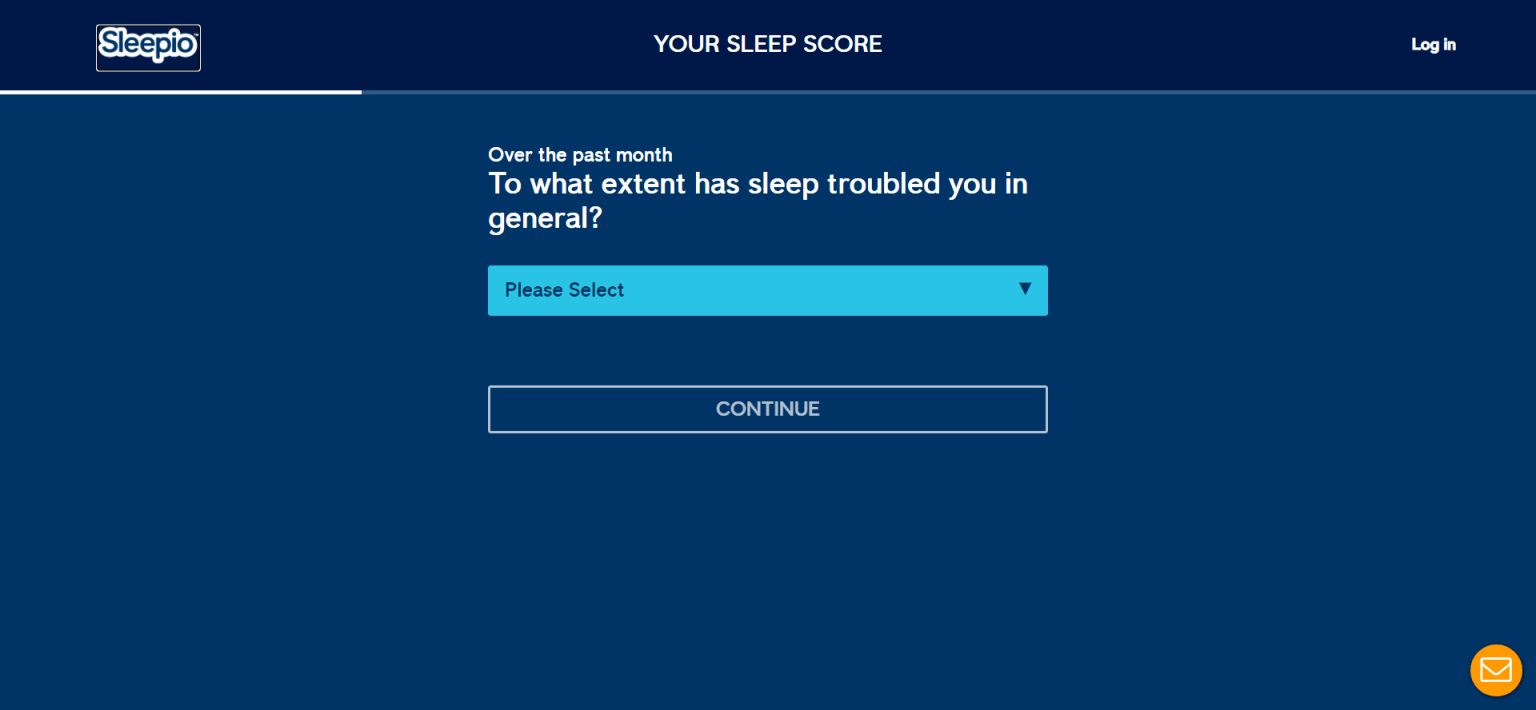 Sleepio™
YOUR SLEEP SCORE
Log in
Over the past month
To what extent has sleep troubled you in
general?
Please Select
CONTINUE